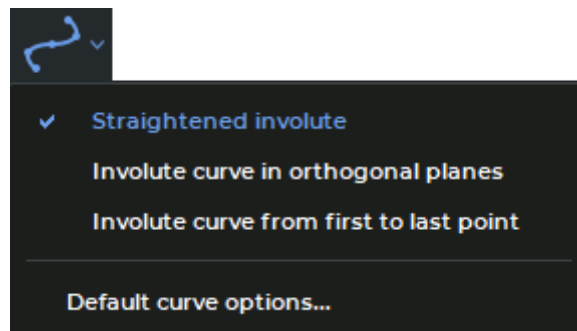 Straightened involute
Involute curve in orthogonal planes
Involute curve from first to last point
Default curve options...